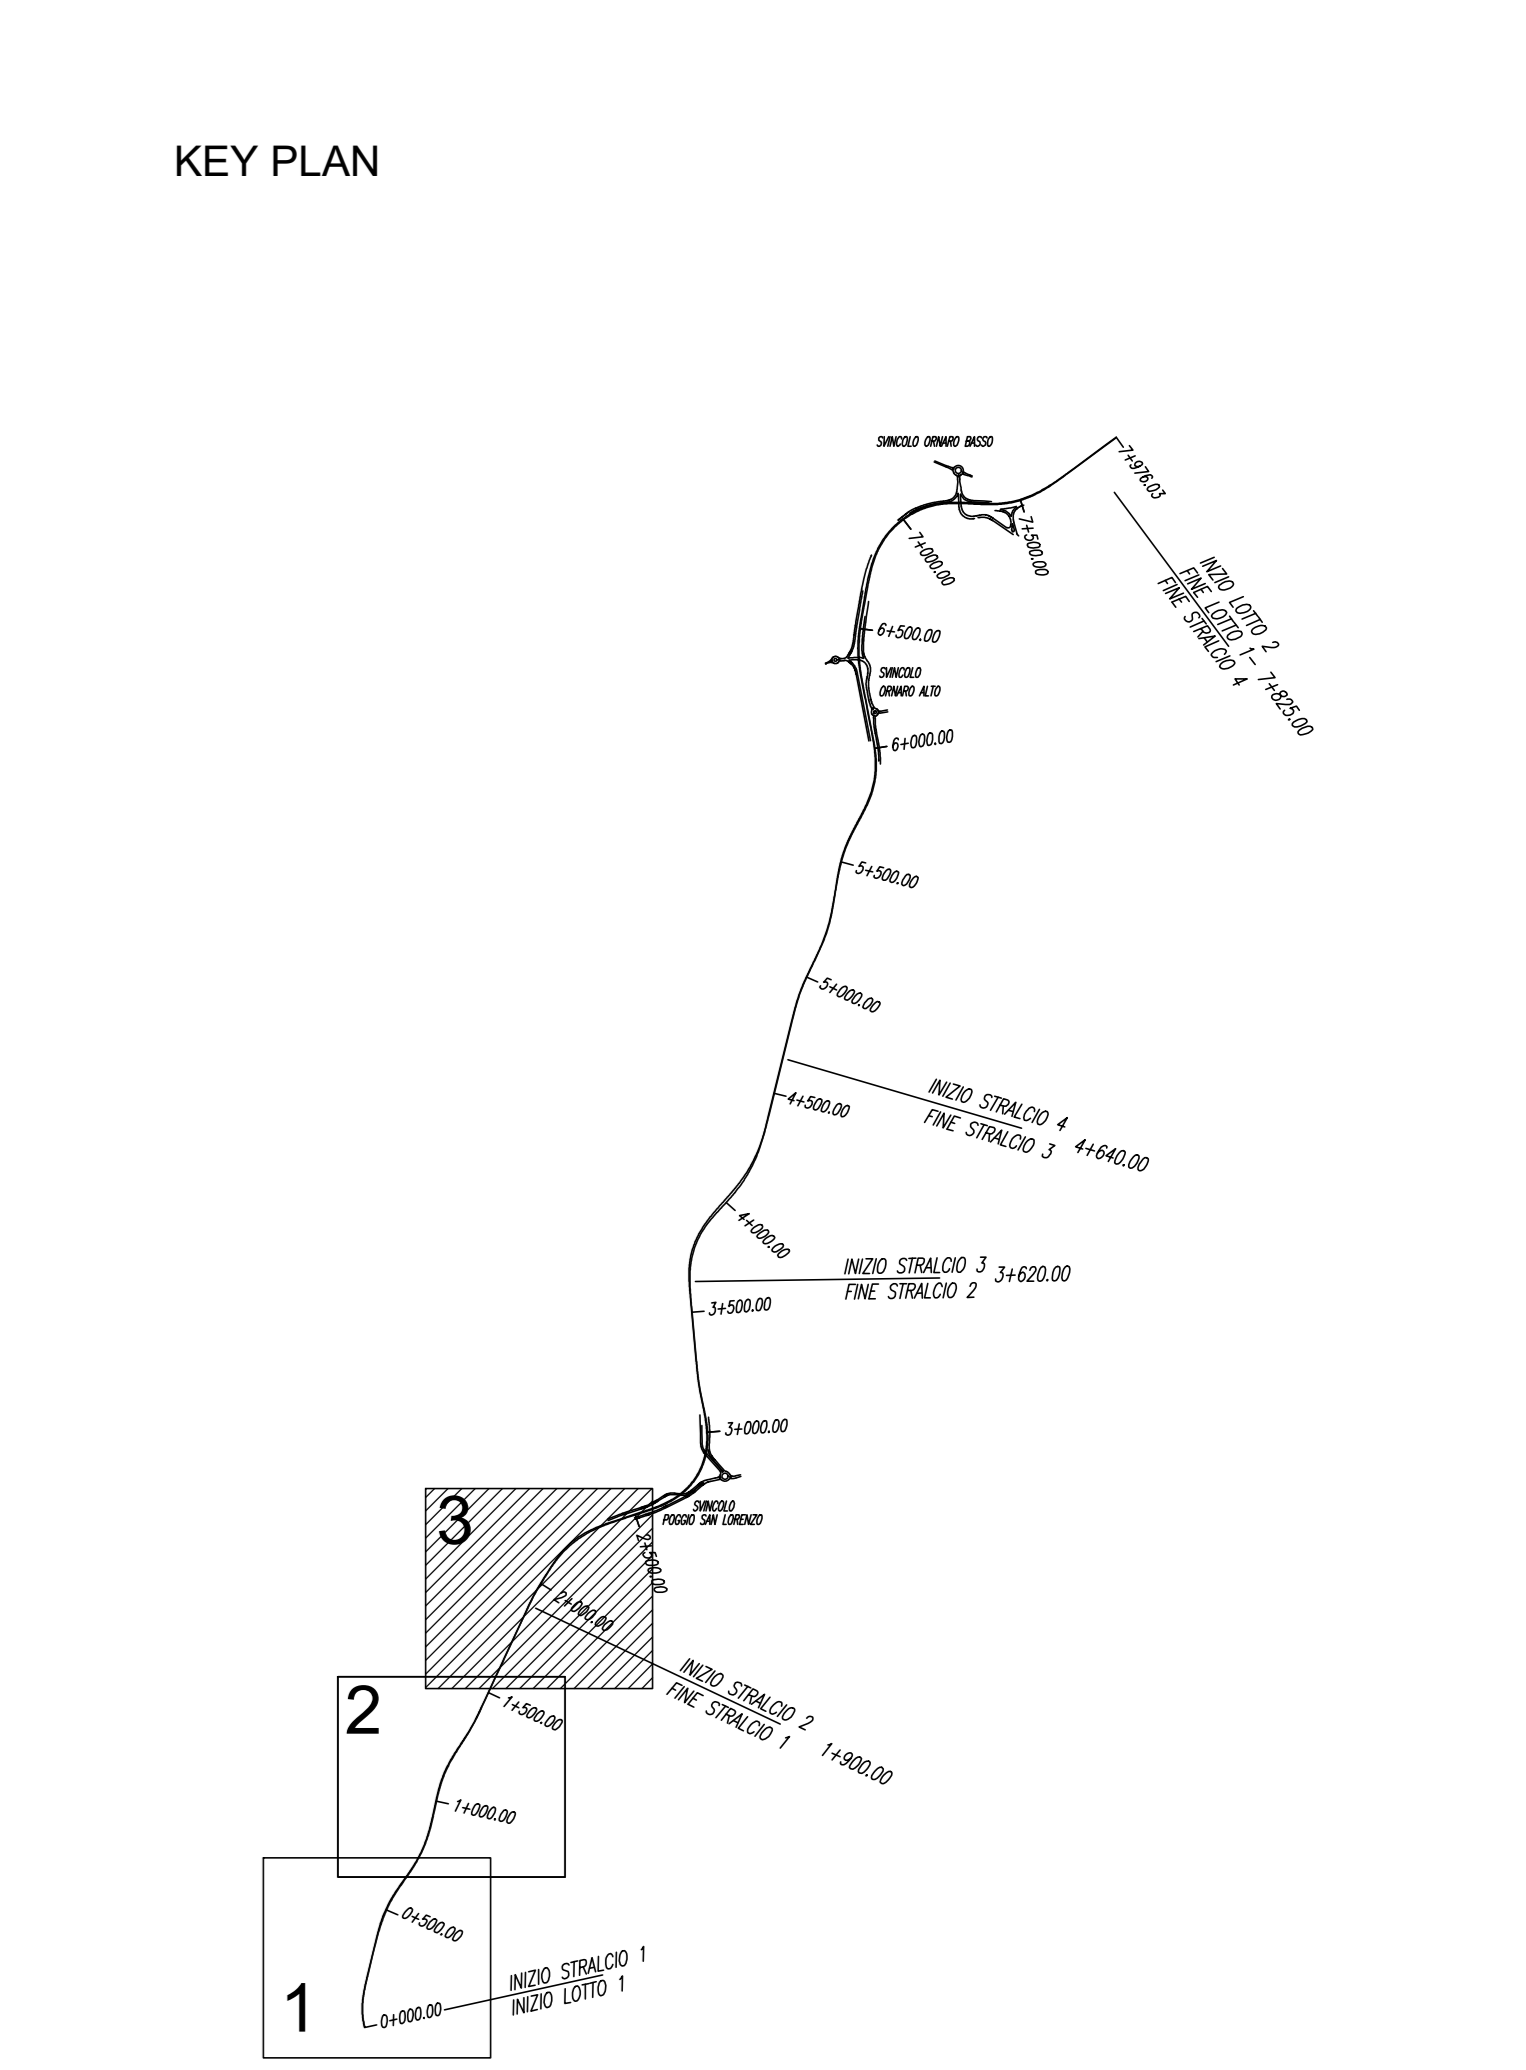 KEY PLAN
SVINCOLO ORNARO BASSO
7+976.03
7+500.00
7+000.00
INZIO LOTTO 2
FINE LOTTO 1- 7+825.00
FINE STRALCIO 4
6+500.00
SVINCOLO
ORNARO ALTO
6+000.00
5+500.00
5+000.00
INIZIO STRALCIO 4
FINE STRALCIO 3
4+640.00
4+500.00
4+000.00
INIZIO STRALCIO 3
3+620.00
FINE STRALCIO 2
3+500.00
3+000.00
3
SVINCOLO
POGGIO SAN LORENZO
2+500.00
2+000.00
INIZIO STRALCIO 2
FINE STRALCIO 1
1+900.00
2
1+500.00
1+000.00
0+500.00
INIZIO STRALCIO 1
INIZIO LOTTO 1
1
0+000.00